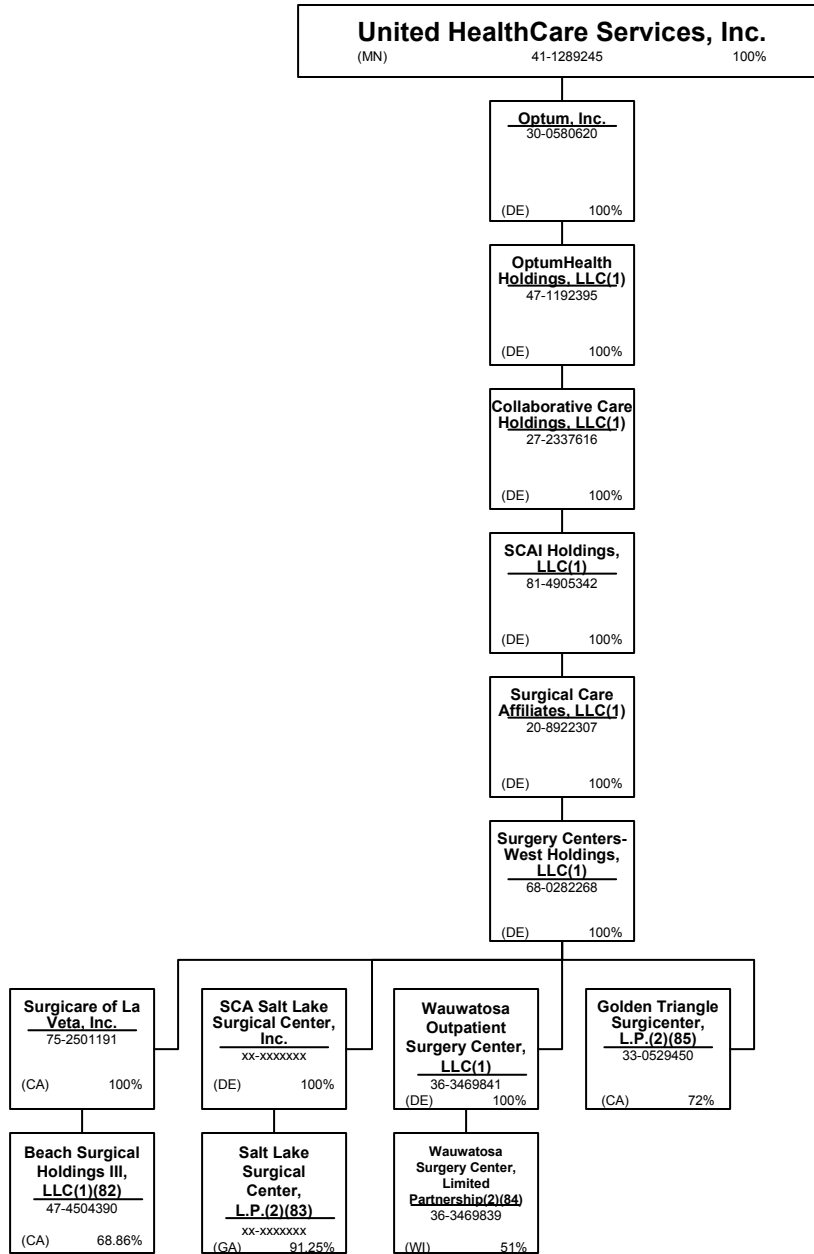 United HealthCare Services, Inc.
(MN) 41-1289245 100%
Optum, Inc.
30-0580620
(DE) 100%
OptumHealth
Holdings, LLC(1)
47-1192395
(DE) 100%
Collaborative Care
Holdings, LLC(1)
27-2337616
(DE) 100%
SCAI Holdings,
LLC(1)
81-4905342
(DE) 100%
Surgical Care
Affiliates, LLC(1)
20-8922307
(DE) 100%
Surgery Centers-
West Holdings,
LLC(1)
68-0282268
(DE) 100%
Surgicare of La
Veta, Inc.
75-2501191
(CA) 100%
SCA Salt Lake
Surgical Center,
Inc.
xx-xxxxxxx
(DE) 100%
Wauwatosa
Outpatient
Surgery Center,
LLC(1)
36-3469841
(DE) 100%
Golden Triangle
Surgicenter,
L.P.(2)(85)
33-0529450
(CA) 72%
Beach Surgical
Holdings III,
LLC(1)(82)
47-4504390
(CA) 68.86%
Salt Lake
Surgical
Center,
L.P.(2)(83)
xx-xxxxxxx
(GA) 91.25%
Wauwatosa
Surgery Center,
Limited
Partnership(2)(84)
36-3469839
(WI) 51%